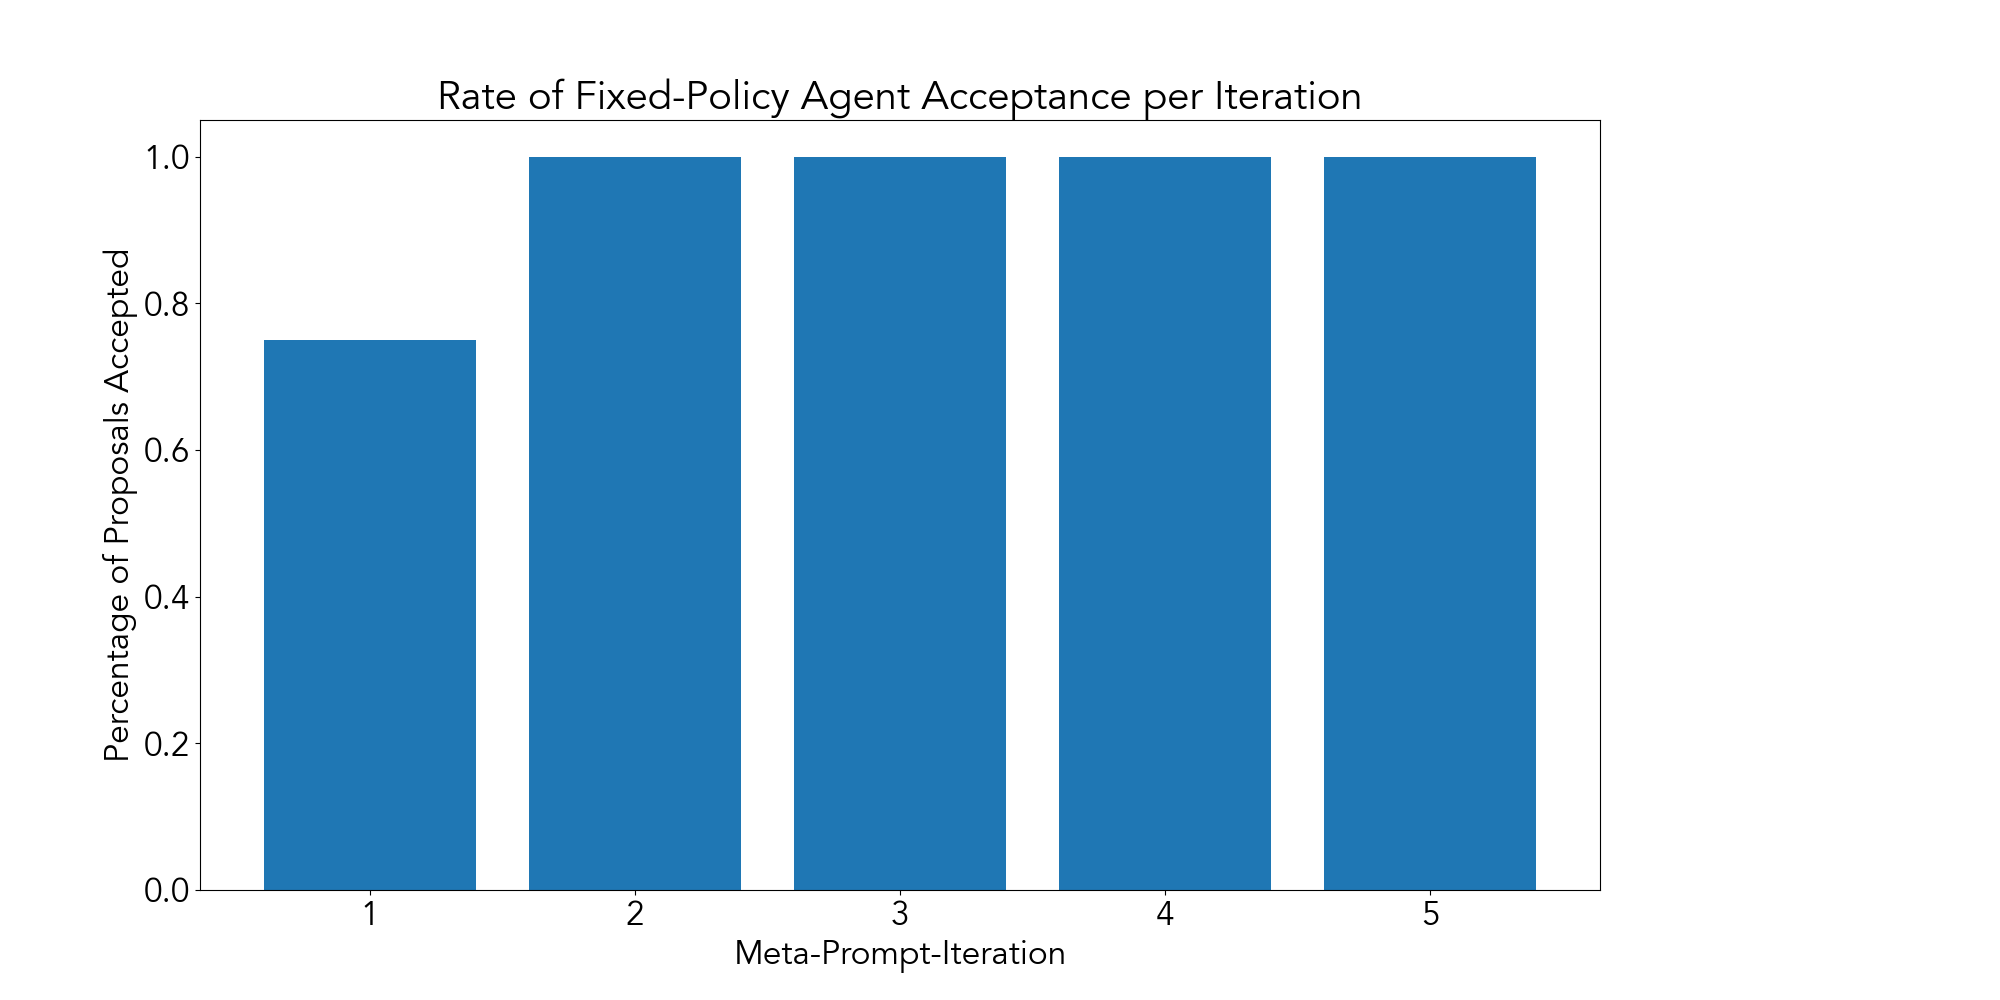 Rate of Fixed-Policy Agent Acceptance per Iteration
Percentage of Proposals Accepted
1.0
0.8
0.6
0.4
0.2
0.0
1 2 3 4 5
Meta-Prompt-Iteration